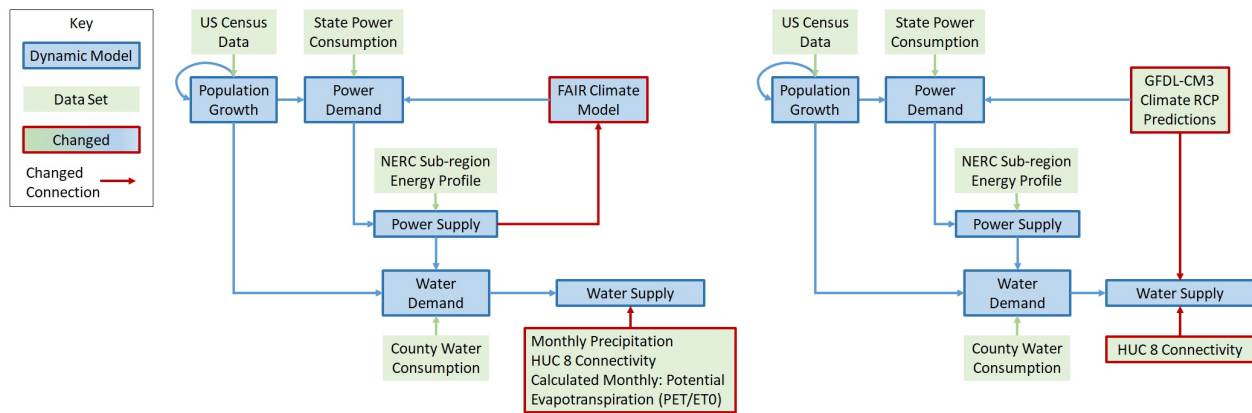 Key
Dynamic Model
Data Set
Changed
Changed
Connection
US Census
Data
State Power
Consumption
Population
Growth
Power
Demand
FAIR Climate
Model
NERC Sub-region
Energy Profile
Power Supply
Water
Demand
Water Supply
County Water
Consumption
Monthly Precipitation
HUC 8 Connectivity
Calculated Monthly: Potential
Evapotranspiration (PET/ET0)
US Census
Data
State Power
Consumption
Population
Growth
Power
Demand
GFDL-CM3
Climate RCP
Predictions
NERC Sub-region
Energy Profile
Power Supply
Water
Demand
Water Supply
County Water
Consumption
HUC 8 Connectivity